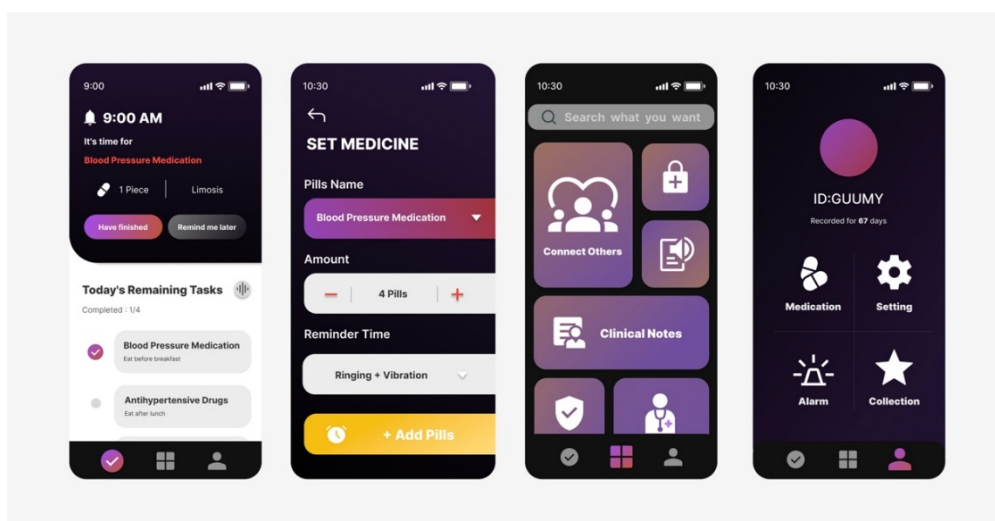 9:00
9:00 AM
It's time for
Blood Pressure Medication
1 Piece
Limosis
Have finished
Remind me later
Today's Remaining Tasks
Completed : 1/4
Blood Pressure Medication
Eat before breakfast
Antihypertensive Drugs
Eat after lunch
10:30
SET MEDICINE
Pills Name
Blood Pressure Medication
Amount
4 Pills
Reminder Time
Ringing + Vibration
+ Add Pills
10:30
Search what you want
Connect Others
Clinical Notes
10:30
ID:GUUMY
Recorded for 67 days
Medication
Setting
Alarm
Collection